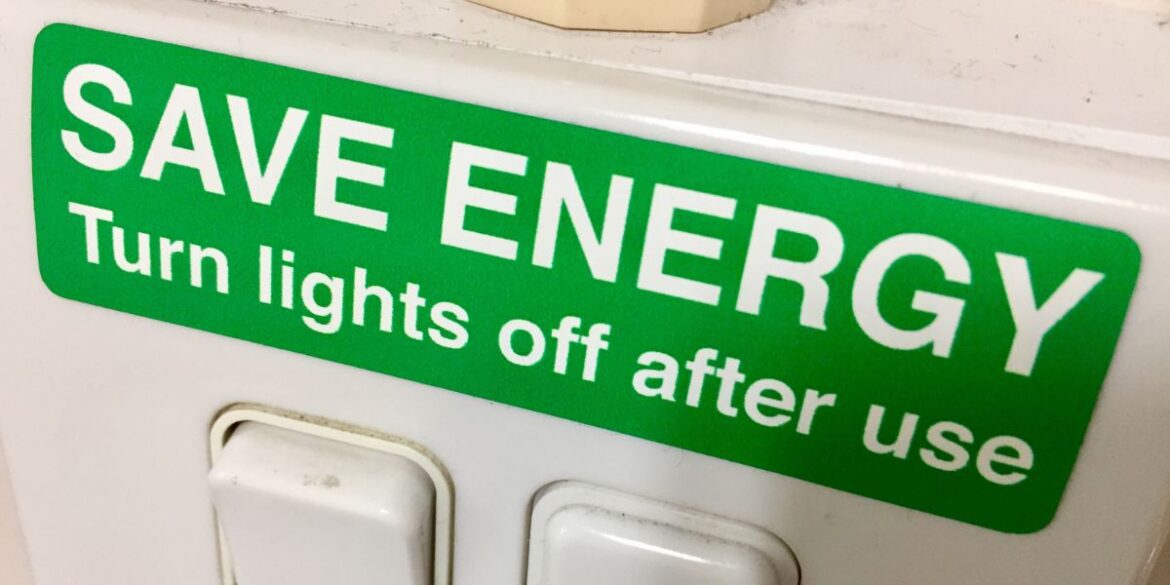 SAVE ENERGY
Turn lights off after use